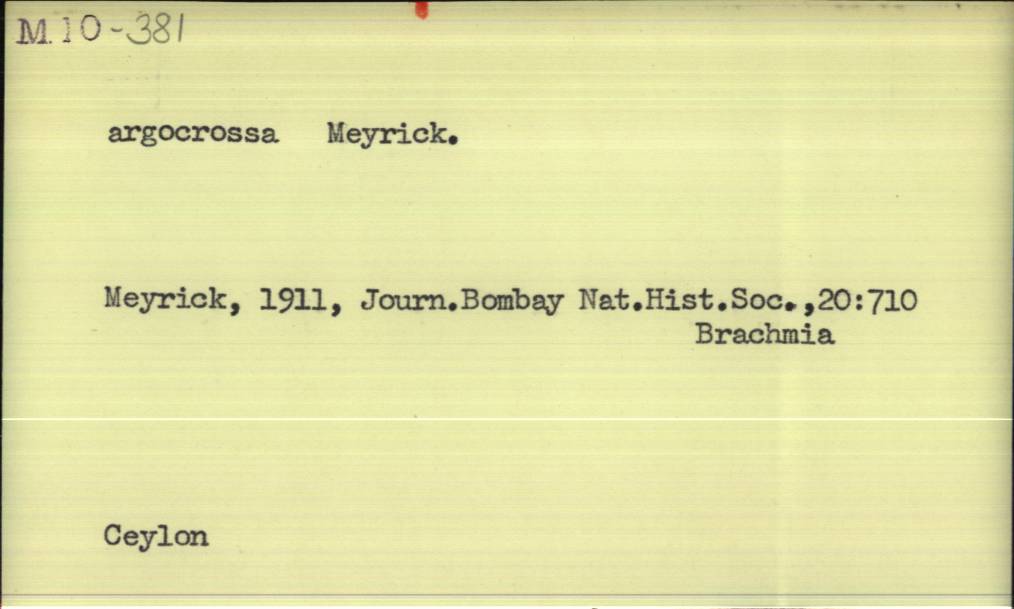 M.10-381
argocrossa Meyrick.
Meyrick, 1911, Journ.Bombay Nat.Hist.Soc.,20:710
Brachmia
Ceylon